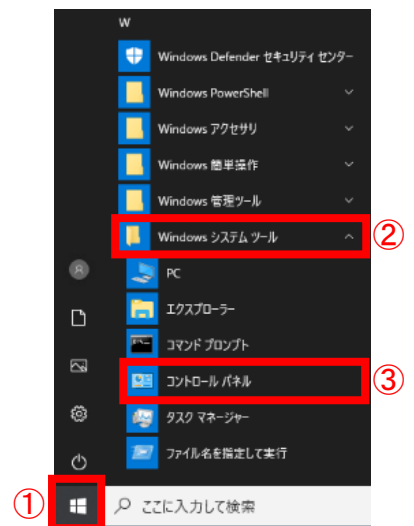 W
Windows Defender セキュリティ センター
Windows PowerShell
Windows アクセサリ
Windows 簡単操作
Windows 管理ツール
Windows システム ツール
②
PC
エクスプローラー
コマンド プロンプト
コントロール パネル
③
タスク マネージャー
ファイル名を指定して実行
①
ここに入力して検索